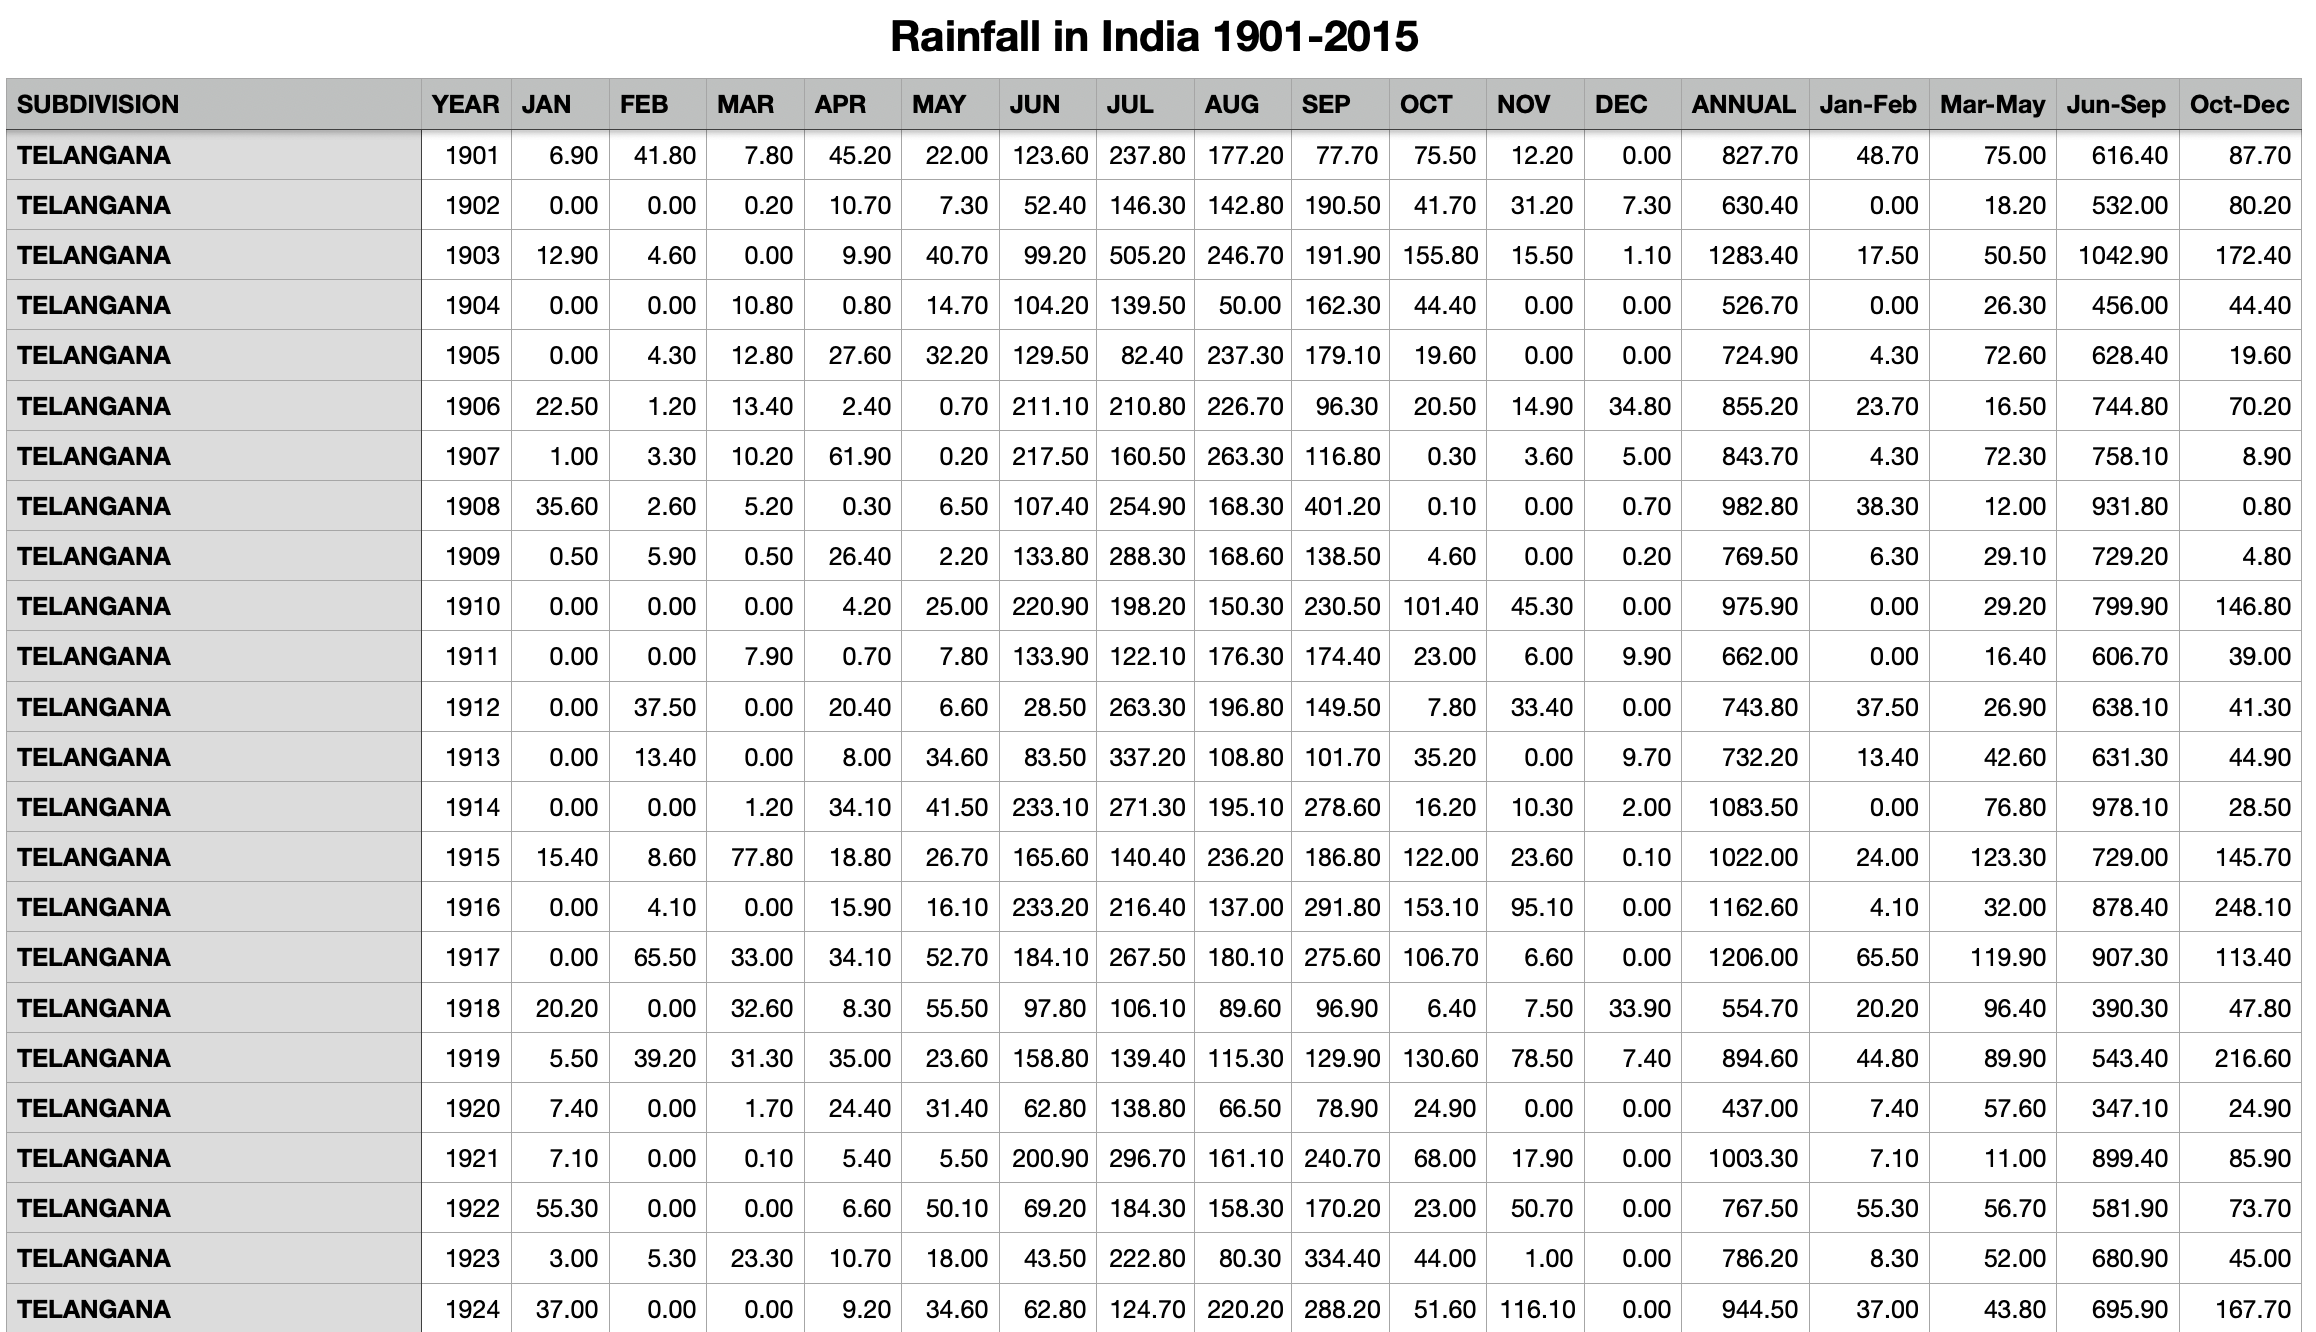 Rainfall in India 1901-2015
SUBDIVISION YEAR JAN FEB MAR APR MAY JUN JUL AUG SEP OCT NOV DEC ANNUAL Jan-Feb Mar-May Jun-Sep Oct-Dec
TELANGANA 1901 6.90 41.80 7.80 45.20 22.00 123.60 237.80 177.20 77.70 75.50 12.20 0.00 827.70 48.70 75.00 616.40 87.70
TELANGANA 1902 0.00 0.00 0.20 10.70 7.30 52.40 146.30 142.80 190.50 41.70 31.20 7.30 630.40 0.00 18.20 532.00 80.20
TELANGANA 1903 12.90 4.60 0.00 9.90 40.70 99.20 505.20 246.70 191.90 155.80 15.50 1.10 1283.40 17.50 50.50 1042.90 172.40
TELANGANA 1904 0.00 0.00 10.80 0.80 14.70 104.20 139.50 50.00 162.30 44.40 0.00 0.00 526.70 0.00 26.30 456.00 44.40
TELANGANA 1905 0.00 4.30 12.80 27.60 32.20 129.50 82.40 237.30 179.10 19.60 0.00 0.00 724.90 4.30 72.60 628.40 19.60
TELANGANA 1906 22.50 1.20 13.40 2.40 0.70 211.10 210.80 226.70 96.30 20.50 14.90 34.80 855.20 23.70 16.50 744.80 70.20
TELANGANA 1907 1.00 3.30 10.20 61.90 0.20 217.50 160.50 263.30 116.80 0.30 3.60 5.00 843.70 4.30 72.30 758.10 8.90
TELANGANA 1908 35.60 2.60 5.20 0.30 6.50 107.40 254.90 168.30 401.20 0.10 0.00 0.70 982.80 38.30 12.00 931.80 0.80
TELANGANA 1909 0.50 5.90 0.50 26.40 2.20 133.80 288.30 168.60 138.50 4.60 0.00 0.20 769.50 6.30 29.10 729.20 4.80
TELANGANA 1910 0.00 0.00 0.00 4.20 25.00 220.90 198.20 150.30 230.50 101.40 45.30 0.00 975.90 0.00 29.20 799.90 146.80
TELANGANA 1911 0.00 0.00 7.90 0.70 7.80 133.90 122.10 176.30 174.40 23.00 6.00 9.90 662.00 0.00 16.40 606.70 39.00
TELANGANA 1912 0.00 37.50 0.00 20.40 6.60 28.50 263.30 196.80 149.50 7.80 33.40 0.00 743.80 37.50 26.90 638.10 41.30
TELANGANA 1913 0.00 13.40 0.00 8.00 34.60 83.50 337.20 108.80 101.70 35.20 0.00 9.70 732.20 13.40 42.60 631.30 44.90
TELANGANA 1914 0.00 0.00 1.20 34.10 41.50 233.10 271.30 195.10 278.60 16.20 10.30 2.00 1083.50 0.00 76.80 978.10 28.50
TELANGANA 1915 15.40 8.60 77.80 18.80 26.70 165.60 140.40 236.20 186.80 122.00 23.60 0.10 1022.00 24.00 123.30 729.00 145.70
TELANGANA 1916 0.00 4.10 0.00 15.90 16.10 233.20 216.40 137.00 291.80 153.10 95.10 0.00 1162.60 4.10 32.00 878.40 248.10
TELANGANA 1917 0.00 65.50 33.00 34.10 52.70 184.10 267.50 180.10 275.60 106.70 6.60 0.00 1206.00 65.50 119.90 907.30 113.40
TELANGANA 1918 20.20 0.00 32.60 8.30 55.50 97.80 106.10 89.60 96.90 6.40 7.50 33.90 554.70 20.20 96.40 390.30 47.80
TELANGANA 1919 5.50 39.20 31.30 35.00 23.60 158.80 139.40 115.30 129.90 130.60 78.50 7.40 894.60 44.80 89.90 543.40 216.60
TELANGANA 1920 7.40 0.00 1.70 24.40 31.40 62.80 138.80 66.50 78.90 24.90 0.00 0.00 437.00 7.40 57.60 347.10 24.90
TELANGANA 1921 7.10 0.00 0.10 5.40 5.50 200.90 296.70 161.10 240.70 68.00 17.90 0.00 1003.30 7.10 11.00 899.40 85.90
TELANGANA 1922 55.30 0.00 0.00 6.60 50.10 69.20 184.30 158.30 170.20 23.00 50.70 0.00 767.50 55.30 56.70 581.90 73.70
TELANGANA 1923 3.00 5.30 23.30 10.70 18.00 43.50 222.80 80.30 334.40 44.00 1.00 0.00 786.20 8.30 52.00 680.90 45.00
TELANGANA 1924 37.00 0.00 0.00 9.20 34.60 62.80 124.70 220.20 288.20 51.60 116.10 0.00 944.50 37.00 43.80 695.90 167.70